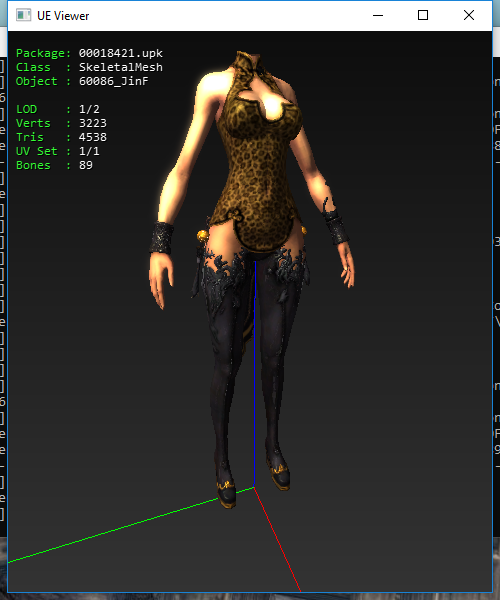 UE Viewer
Package: 00018421.upk
Class : SkeletalMesh
Object : 60086_JinF
LOD : 1/2
Verts : 3223
Tris : 4538
UV Set : 1/1
Bones : 89